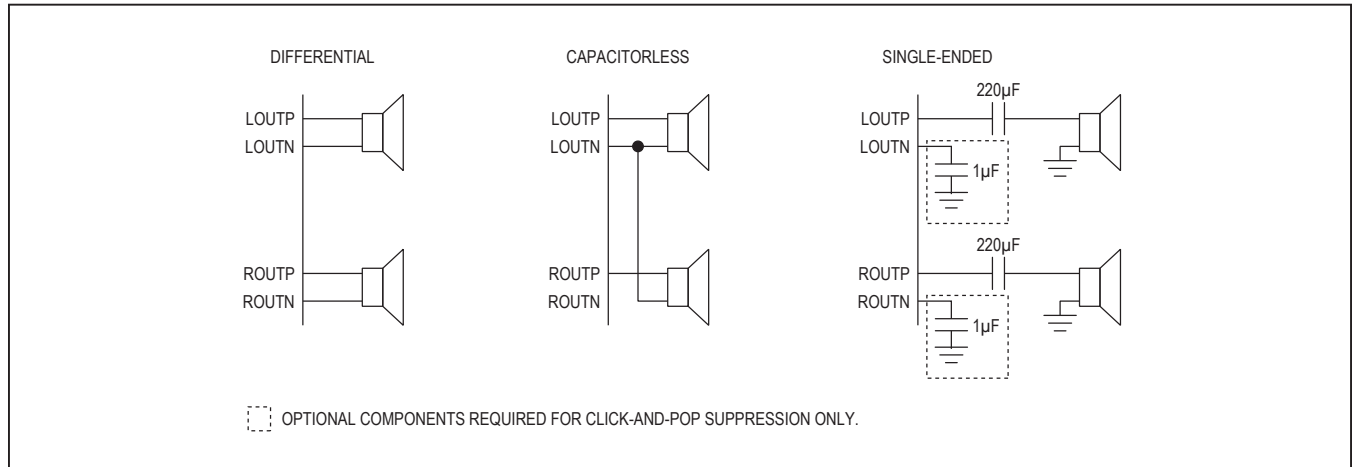 DIFFERENTIAL
LOUTP
LOUTN
ROUTP
ROUTN
CAPACITORLESS
LOUTP
LOUTN
ROUTP
ROUTN
SINGLE-ENDED
220µF
LOUTP
LOUTN
1µF
220µF
ROUTP
ROUTN
1µF
OPTIONAL COMPONENTS REQUIRED FOR CLICK-AND-POP SUPPRESSION ONLY.